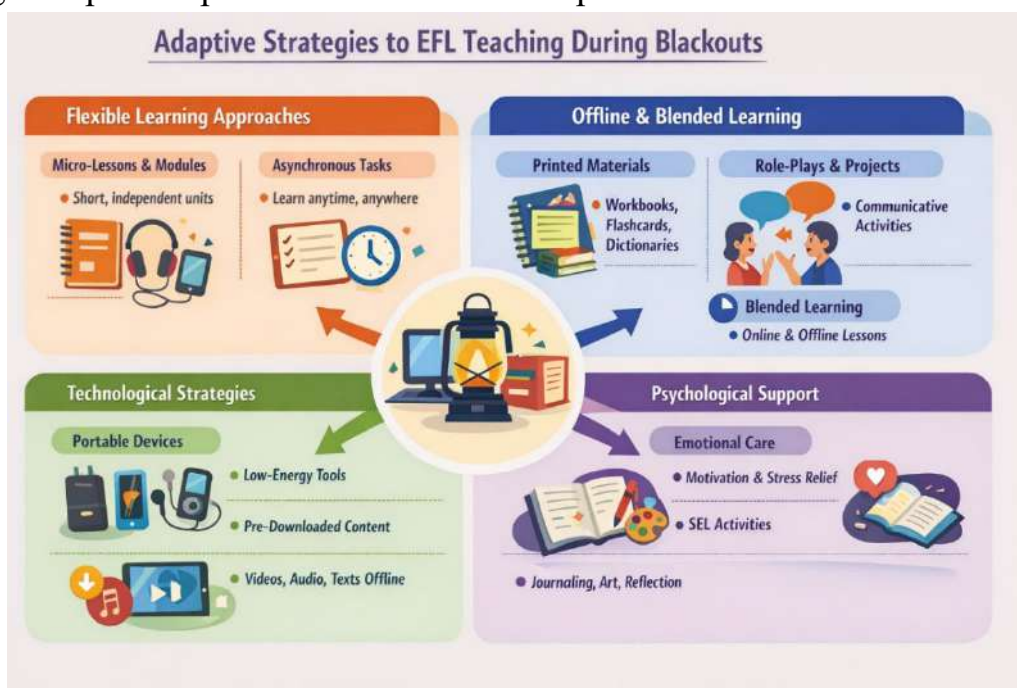 Adaptive Strategies to EFL Teaching During Blackouts
Flexible Learning Approaches
Micro-Lessons & Modules
• Short, independent units
Asynchronous Tasks
• Learn anytime, anywhere
Offline & Blended Learning
Printed Materials
• Workbooks,
Flashcards,
Dictionaries
Role-Plays & Projects
• Communicative
Activities
Blended Learning
• Online & Offline Lessons
Technological Strategies
Portable Devices
• Low-Energy Tools
• Pre-Downloaded Content
• Videos, Audio, Texts Offline
Psychological Support
Emotional Care
• Motivation & Stress Relief
• SEL Activities
• Journaling, Art, Reflection